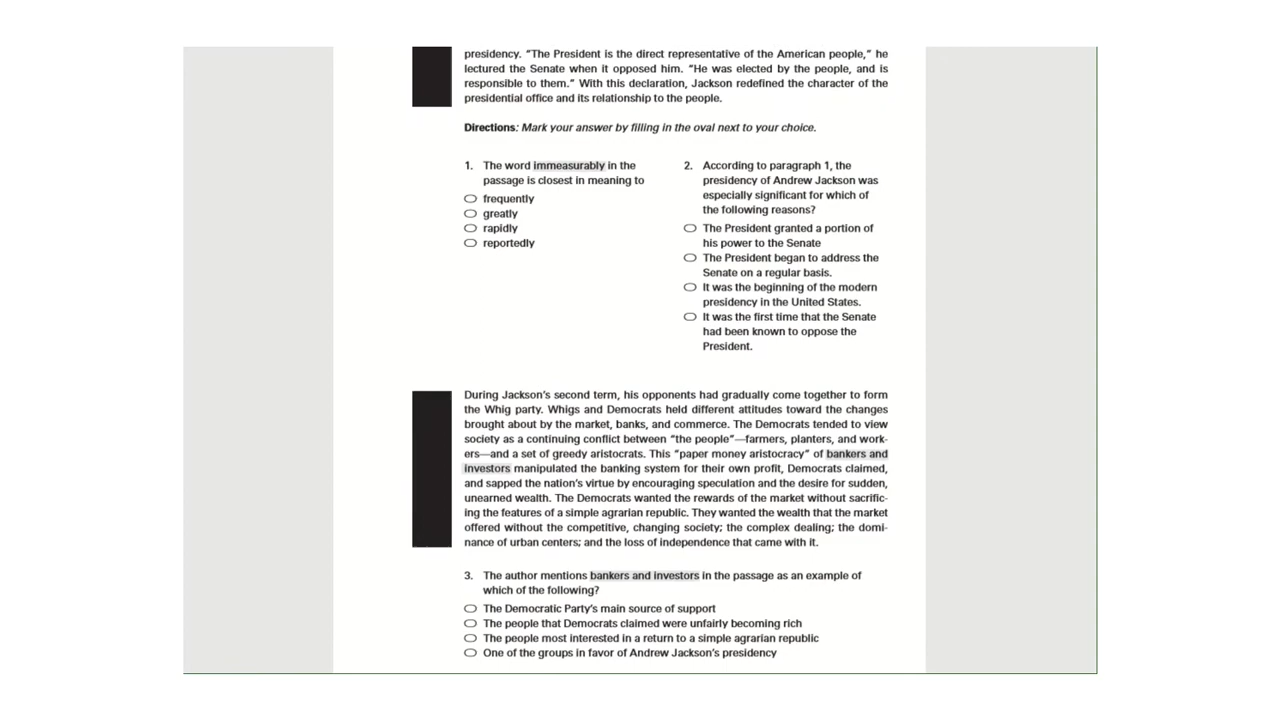 presidency. “The President is the direct representative of the American people,” he
lectured the Senate when it opposed him. “He was elected by the people, and is
responsible to them.” With this declaration, Jackson redefined the character of the
presidential office and its relationship to the people.
Directions: Mark your answer by filling in the oval next to your choice.
1. The word immeasurably in the
passage is closest in meaning to
frequently
greatly
rapidly
reportedly
2. According to paragraph 1, the
presidency of Andrew Jackson was
especially significant for which of
the following reasons?
The President granted a portion of
his power to the Senate
The President began to address the
Senate on a regular basis.
It was the beginning of the modern
presidency in the United States.
It was the first time that the Senate
had been known to oppose the
President.
During Jackson’s second term, his opponents had gradually come together to form
the Whig party. Whigs and Democrats held different attitudes toward the changes
brought about by the market, banks, and commerce. The Democrats tended to view
society as a continuing conflict between “the people”—farmers, planters, and work-
ers—and a set of greedy aristocrats. This “paper money aristocracy” of bankers and
investors manipulated the banking system for their own profit, Democrats claimed,
and sapped the nation’s virtue by encouraging speculation and the desire for sudden,
unearned wealth. The Democrats wanted the rewards of the market without sacrific-
ing the features of a simple agrarian republic. They wanted the wealth that the market
offered without the competitive, changing society; the complex dealing; the domi-
nance of urban centers; and the loss of independence that came with it.
3. The author mentions bankers and investors in the passage as an example of
which of the following?
The Democratic Party’s main source of support
The people that Democrats claimed were unfairly becoming rich
The people most interested in a return to a simple agrarian republic
One of the groups in favor of Andrew Jackson’s presidency